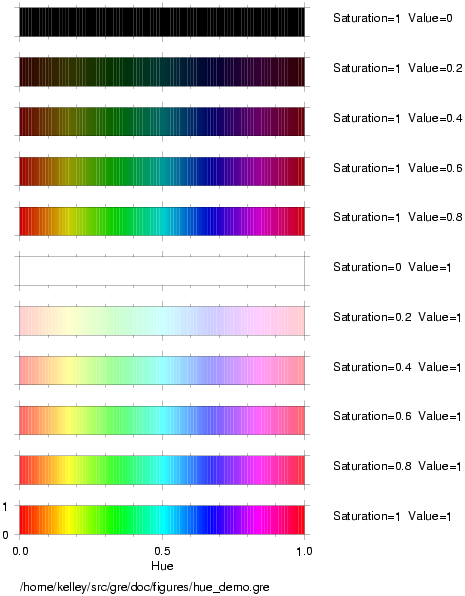 Saturation=1 Value=0
Saturation=1 Value=0.2
Saturation=1 Value=0.4
Saturation=1 Value=0.6
Saturation=1 Value=0.8
Saturation=0 Value=1
Saturation=0.2 Value=1
Saturation=0.4 Value=1
Saturation=0.6 Value=1
Saturation=0.8 Value=1
1
Saturation=1 Value=1
0
0.0 0.5 1.0
Hue
/home/kelley/src/gre/doc/figures/hue_demo.gre